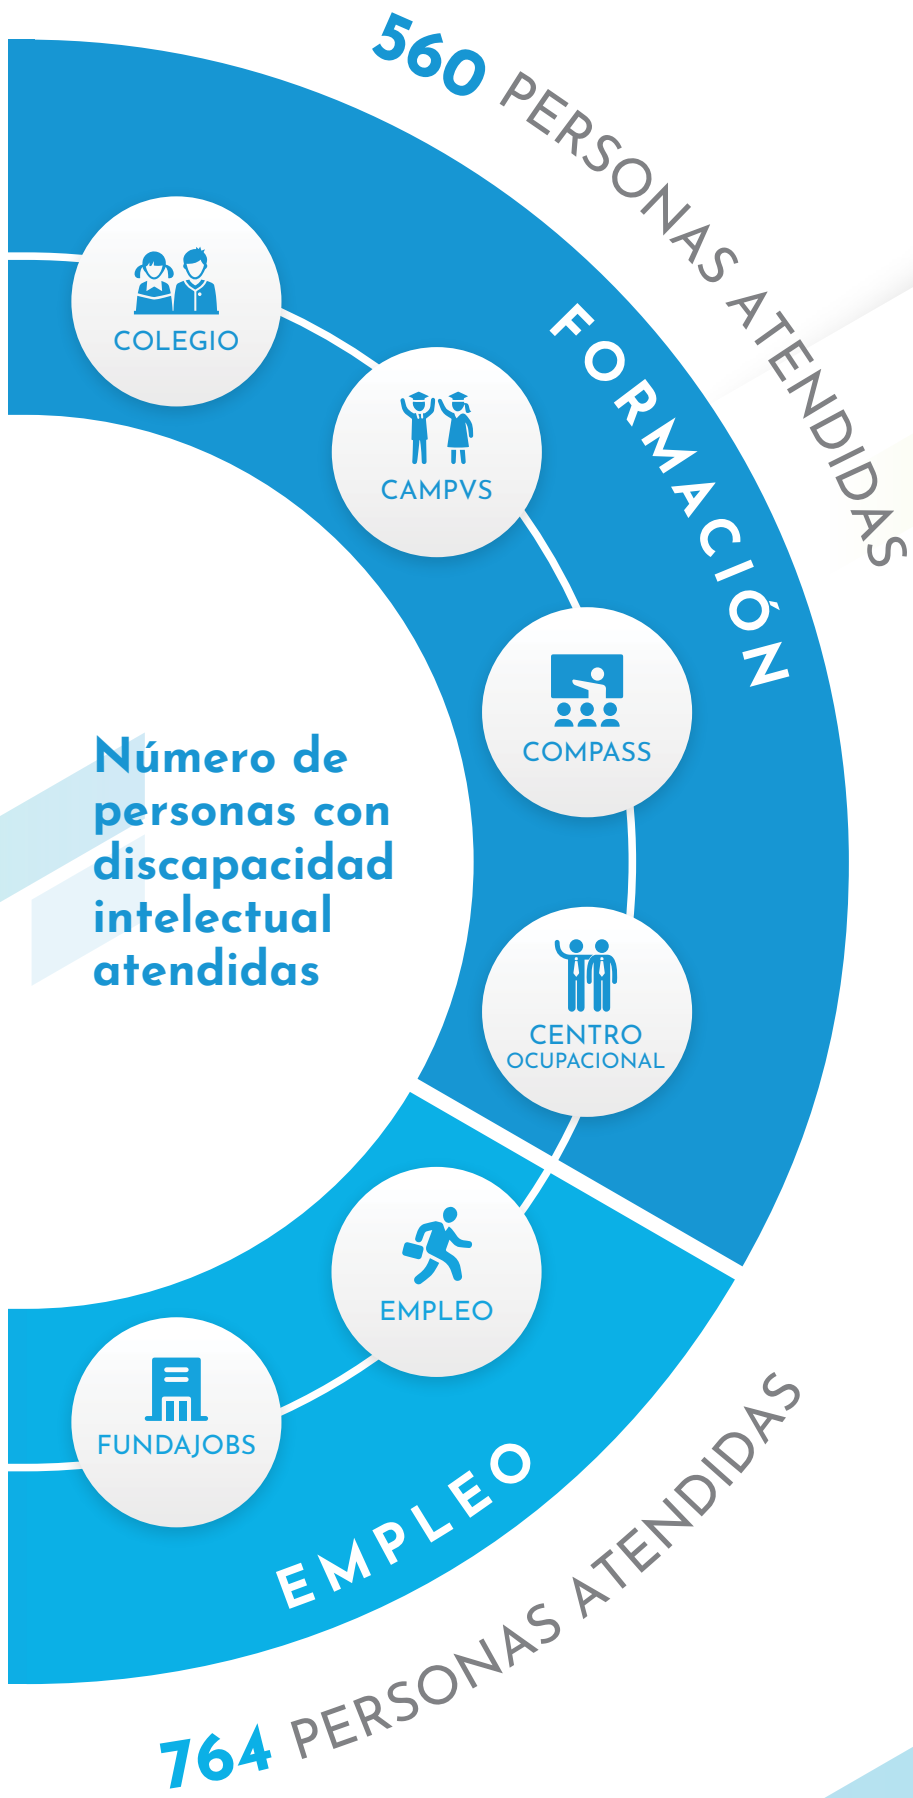 560 PERSONAS ATENDIDAS
FORMACIÓN
COLEGIO
CAMPVS
COMPASS
Número de
personas con
discapacidad
intelectual
atendidas
CENTRO
OCUPACIONAL
EMPLEO
FUNDAJOBS
EMPLEO
764 PERSONAS ATENDIDAS